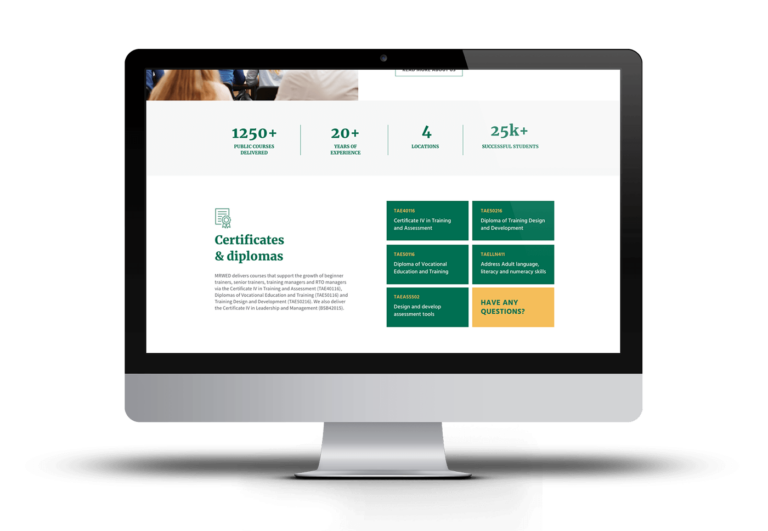 READ MORE ABOUT US
1250+
PUBLIC COURSES
DELIVERED
20+
YEARS OF
EXPERIENCE
4
LOCATIONS
25k+
SUCCESSFUL STUDENTS
Certificates
& diplomas
MRWED delivers courses that support the growth of beginner
trainers, senior trainers, training managers and RTO managers
via the Certificate IV in Training and Assessment (TAE40116),
Diplomas of Vocational Education and Training (TAE50116) and
Training Design and Development (TAE50216). We also deliver
the Certificate IV in Leadership and Management (BSB42015).
TAE40116
Certificate IV in Training
and Assessment
TAE50216
Diploma of Training Design
and Development
TAE50116
Diploma of Vocational
Education and Training
TAELLN411
Address Adult language,
literacy and numeracy skills
TAEASS502
Design and develop
assessment tools
HAVE ANY
QUESTIONS?